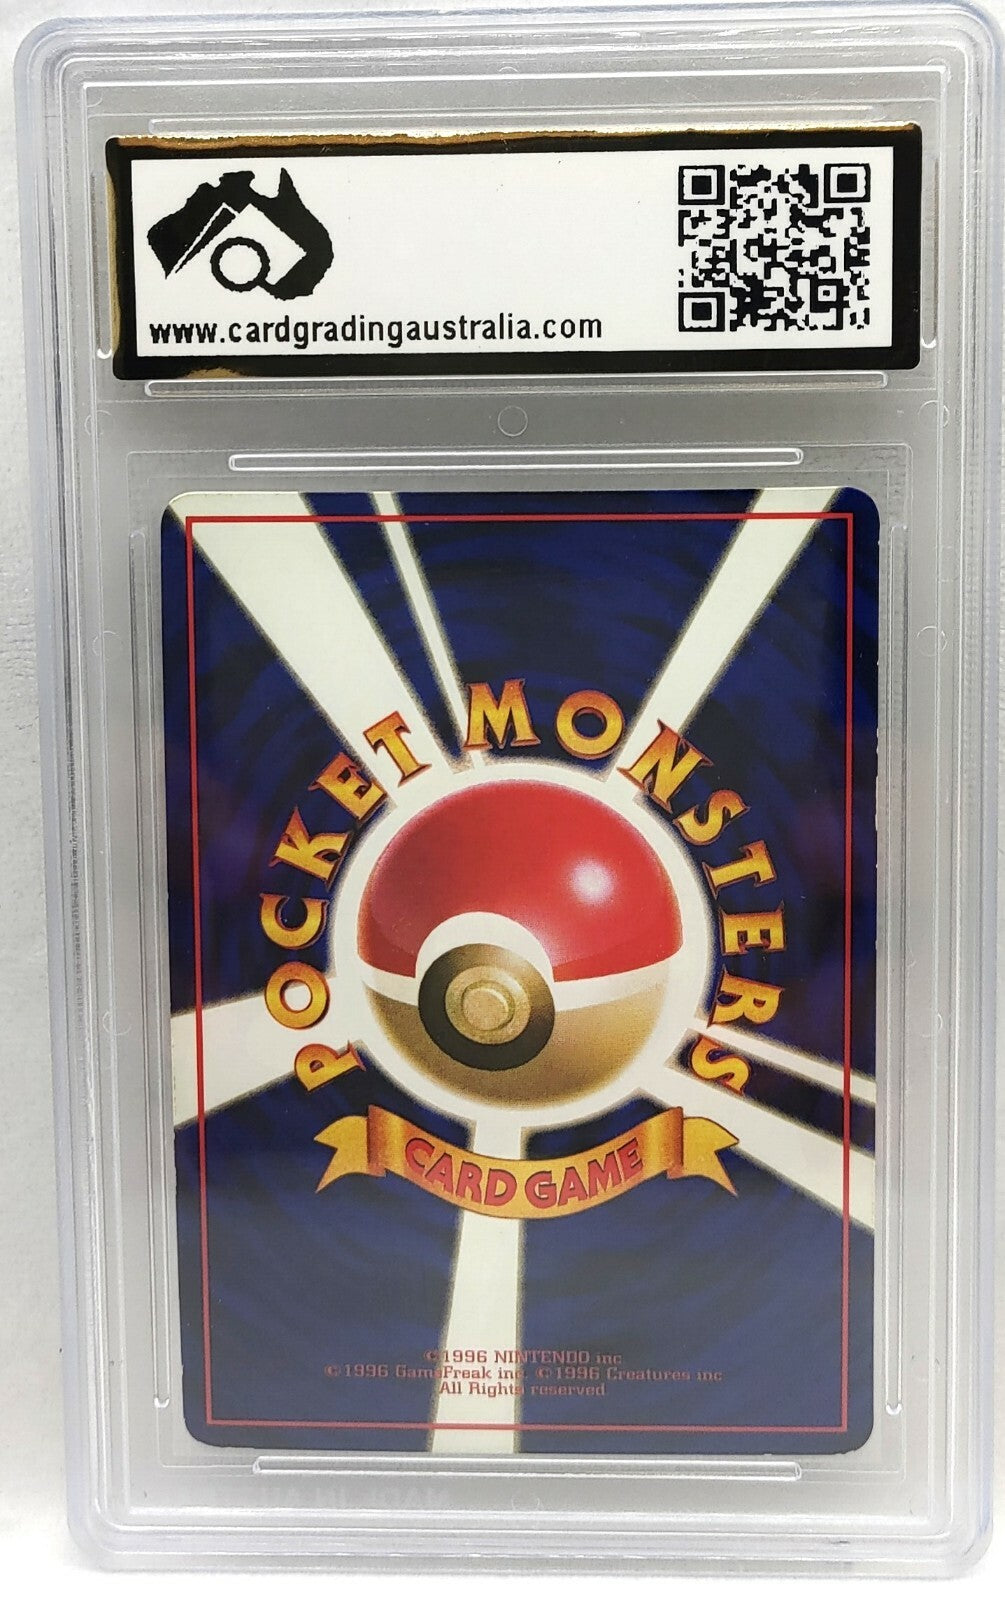 www.cardgradingaustralia.com
POCKET MONSTERS
CARD GAME
©1996 NINTENDO inc
©1996 GameFreak inc. ©1996 Creatures inc
All Rights reserved